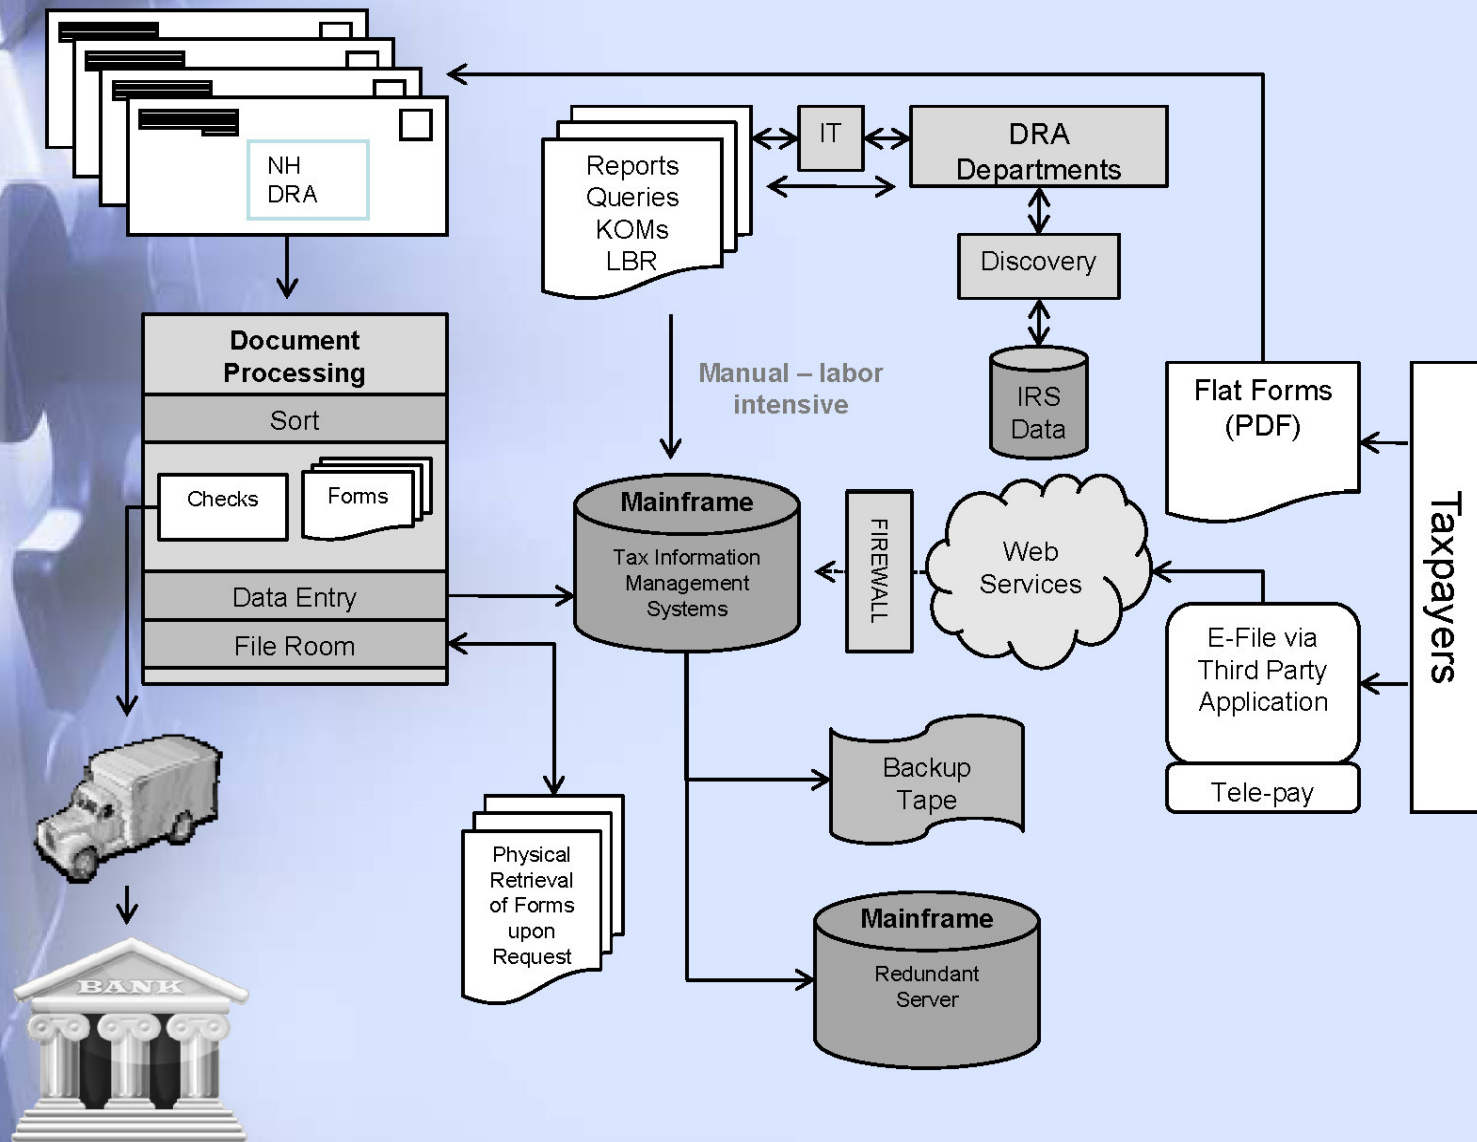 NH
DRA
Document
Processing
Sort
Checks
Forms
Data Entry
File Room
BANK
Reports
Queries
KOMs
LBR
IT
DRA
Departments
Discovery
IRS
Data
Manual – labor
intensive
Mainframe
Tax Information
Management
Systems
FIREWALL
Web
Services
Flat Forms
(PDF)
E-File via
Third Party
Application
Tele-pay
Taxpayers
Backup
Tape
Physical
Retrieval
of Forms
upon
Request
Mainframe
Redundant
Server